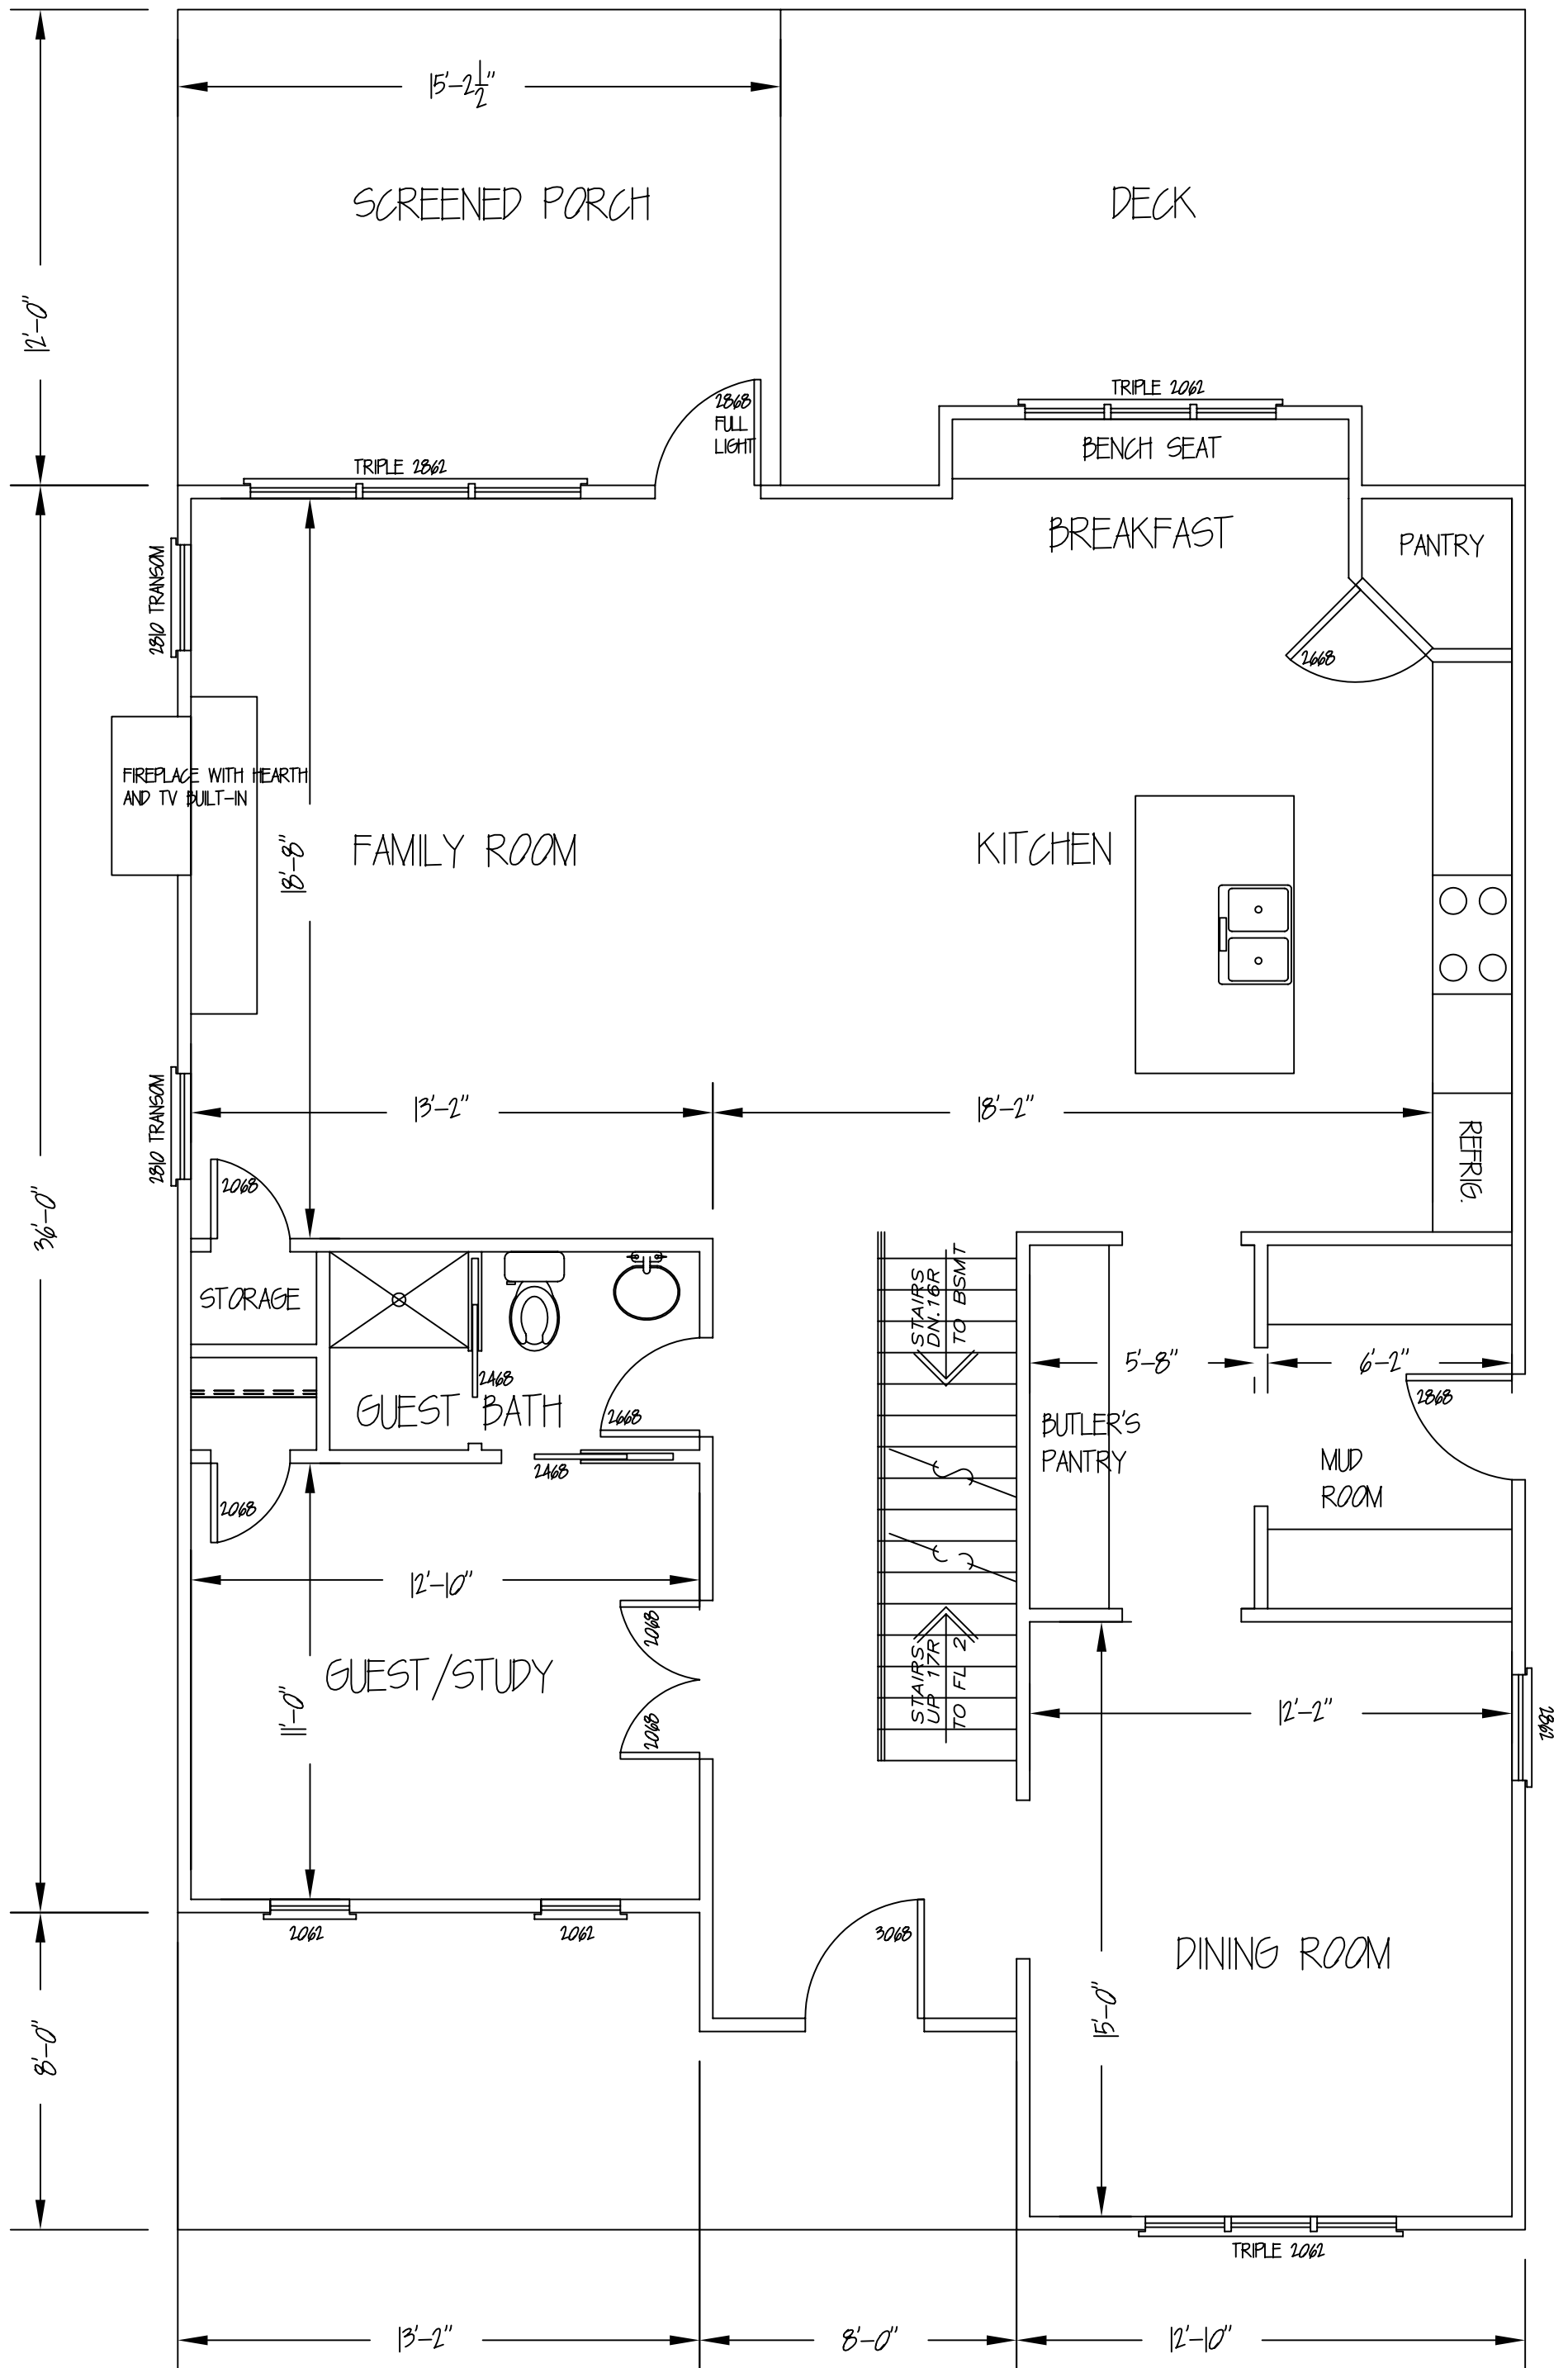 15'-2 1/2"
SCREENED PORCH
DECK
12'-0"
TRIPLE 2062
2868
FULL
LIGHT
BENCH SEAT
TRIPLE 2862
BREAKFAST
PANTRY
2810 TRANSOM
2668
FIREPLACE WITH HEARTH
AND TV BUILT-IN
18'-8"
FAMILY ROOM
KITCHEN
13'-2"
18'-2"
2810 TRANSOM
REFRIG.
2068
36'-0"
STORAGE
STAIRS
DN.16R
TO BSMT
5'-8"
6'-2"
2468
2868
GUEST BATH
2668
BUTLER'S
PANTRY
MUD
ROOM
2468
2068
12'-10"
2068
GUEST/STUDY
11'-0"
2068
STAIRS
UP 17R
TO FL 2
12'-2"
2862
2062
2062
3068
DINING ROOM
15'-0"
8'-0"
TRIPLE 2062
13'-2"
8'-0"
12'-10"